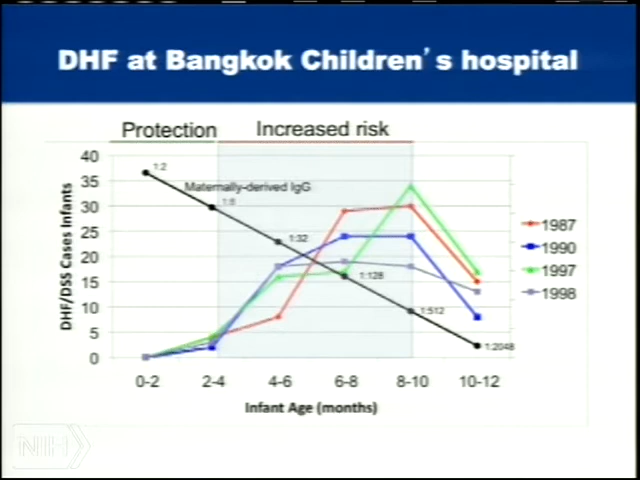 DHF at Bangkok Children's hospital
Protection Increased risk
40
35
30
25
20
15
10
5
0
DHF/DSS Cases Infants
Maternally-derived IgG
1:2
1:8
1:32
1:128
1:512
1:2048
1987
1990
1997
1998
0-2 2-4 4-6 6-8 8-10 10-12
Infant Age (months)
NIH